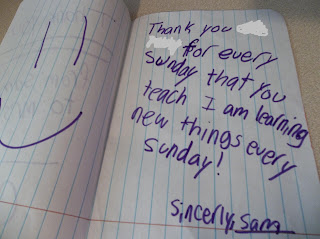 Thank you
for every
Sunday that you
teach I am learning
new things every
Sunday!
Sincerly, Sam